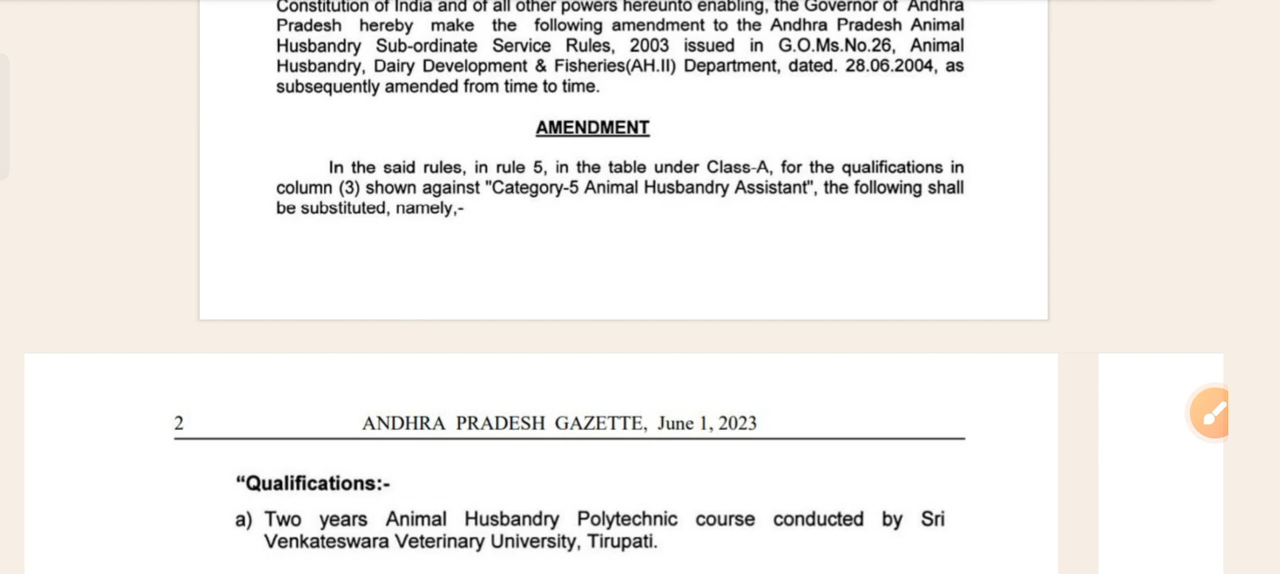 Constitution of India and of all other powers hereunto enabling, the Governor of Andhra
Pradesh hereby make the following amendment to the Andhra Pradesh Animal
Husbandry Sub-ordinate Service Rules, 2003 issued in G.O.Ms.No.26, Animal
Husbandry, Dairy Development & Fisheries(AH.II) Department, dated. 28.06.2004, as
subsequently amended from time to time.
AMENDMENT
In the said rules, in rule 5, in the table under Class-A, for the qualifications in
column (3) shown against "Category-5 Animal Husbandry Assistant", the following shall
be substituted, namely,-
2 ANDHRA PRADESH GAZETTE, June 1, 2023
“Qualifications:-
a) Two years Animal Husbandry Polytechnic course conducted by Sri
Venkateswara Veterinary University, Tirupati.